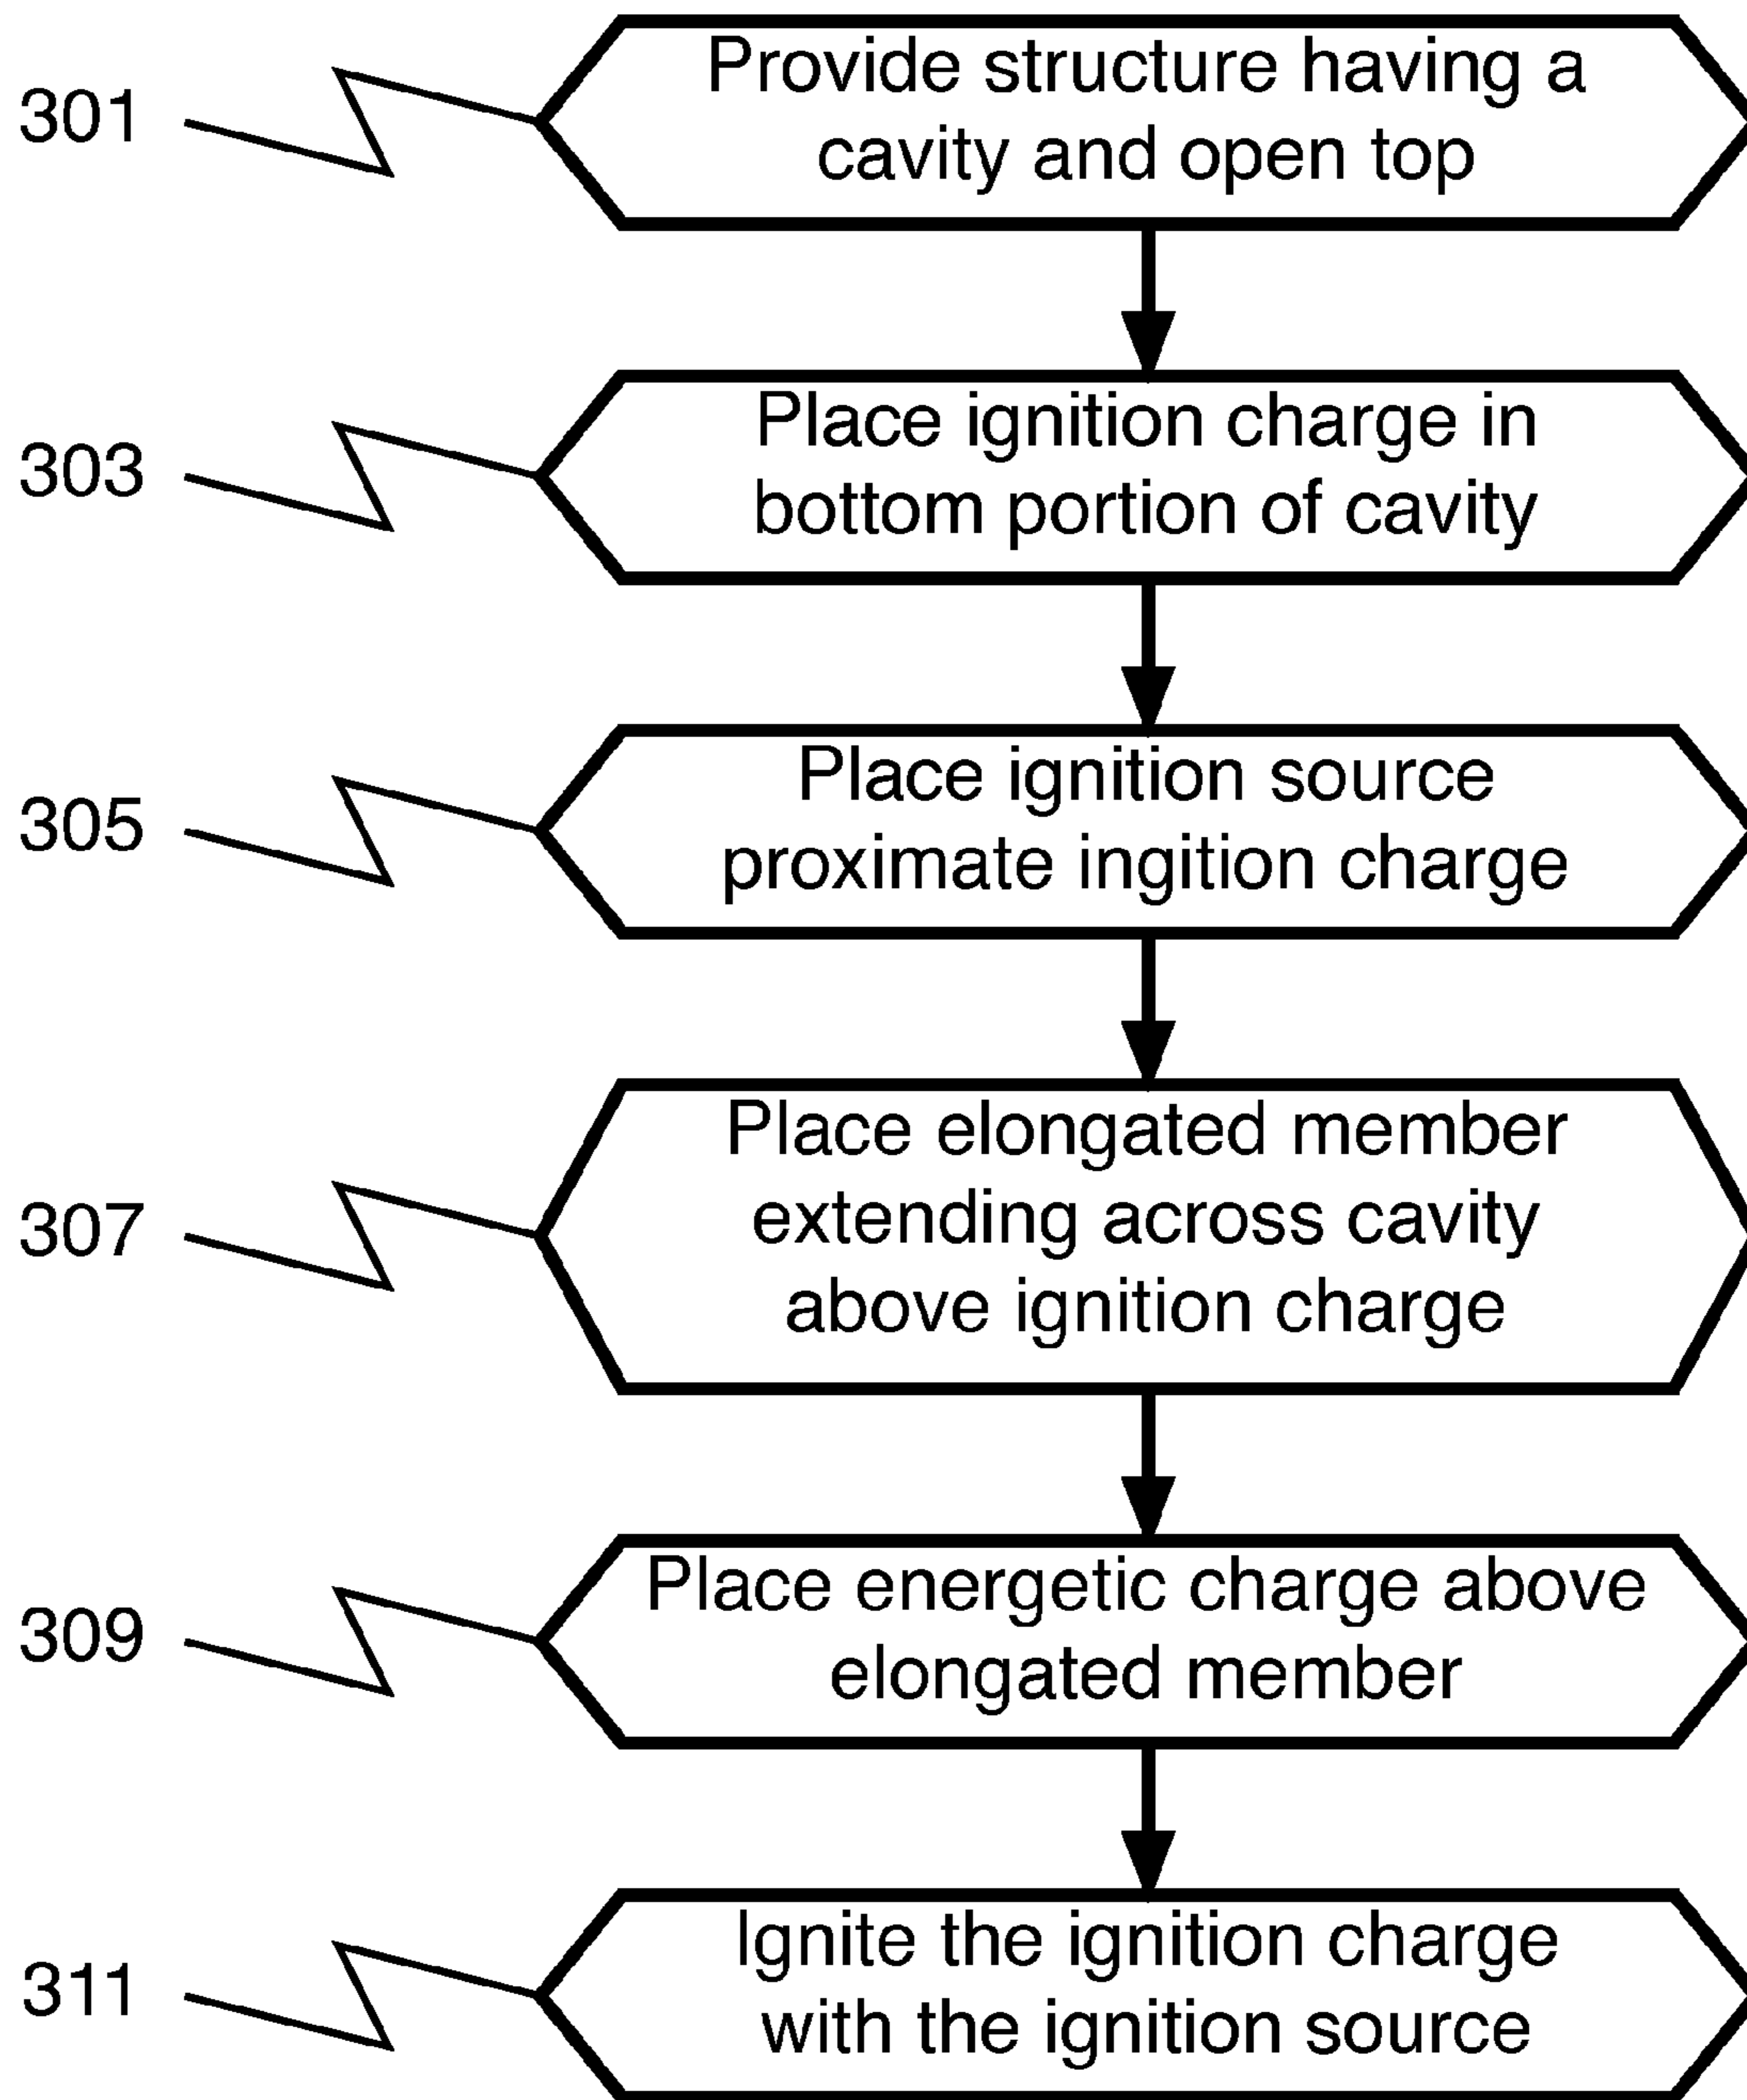 301
Provide structure having a
cavity and open top
303
Place ignition charge in
bottom portion of cavity
305
Place ignition source
proximate ingition charge
307
Place elongated member
extending across cavity
above ignition charge
309
Place energetic charge above
elongated member
311
Ignite the ignition charge
with the ignition source